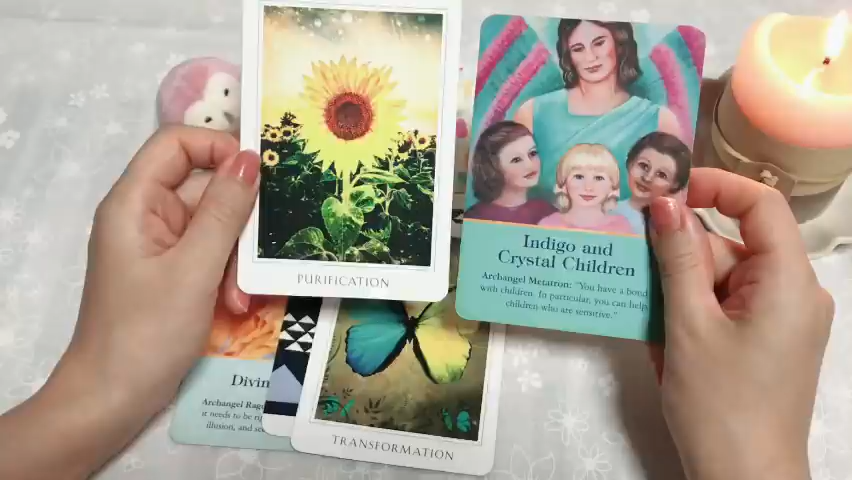 PURIFICATION
Indigo and
Crystal Children
Archangel Metatron: "You have a bond
with children. In particular, you can help
children who are sensitive."
Divin
Archangel Rag
it needs to be
illusion, and
TRANSFORMATION